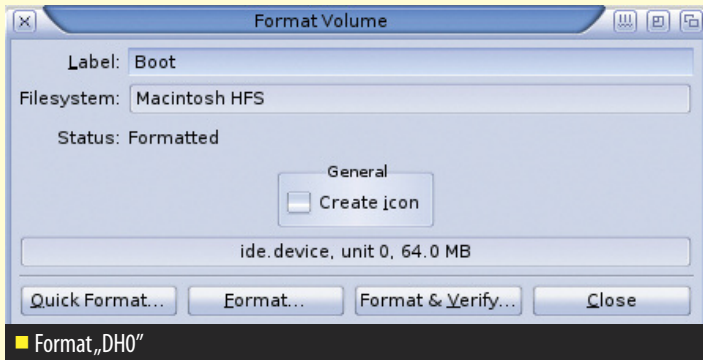 Format Volume
Label: Boot
Filesystem: Macintosh HFS
Status: Formatted
General
Create icon
ide.device, unit 0, 64.0 MB
Quick Format... Format... Format & Verify... Close
Format „DH0”